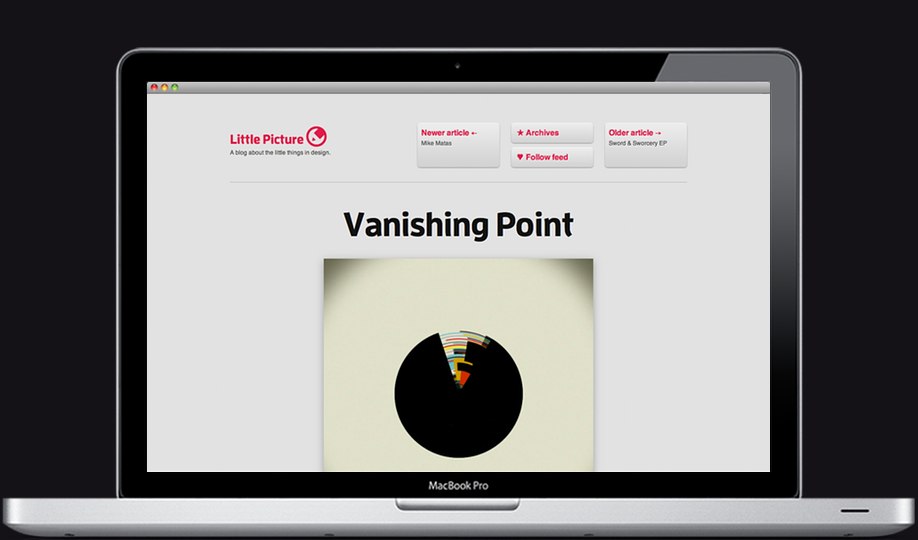 Little Picture
A blog about the little things in design.
Newer article ←
Mike Matas
★ Archives
♥ Follow feed
Older article →
Sword & Sworcery EP
Vanishing Point
MacBook Pro